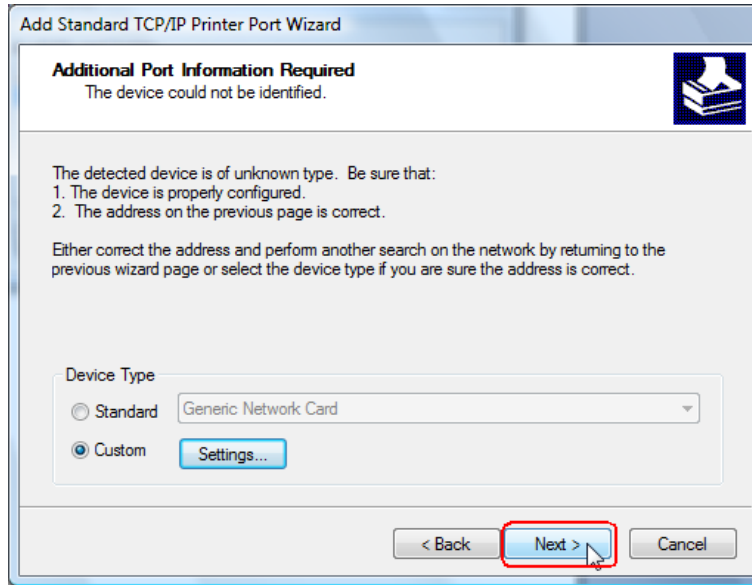 Add Standard TCP/IP Printer Port Wizard
Additional Port Information Required
The device could not be identified.
The detected device is of unknown type.  Be sure that:
1. The device is properly configured.
2.  The address on the previous page is correct.
Either correct the address and perform another search on the network by returning to the
previous wizard page or select the device type if you are sure the address is correct.
Device Type
Standard
Generic Network Card
Custom
Settings...
< Back
Next >
Cancel